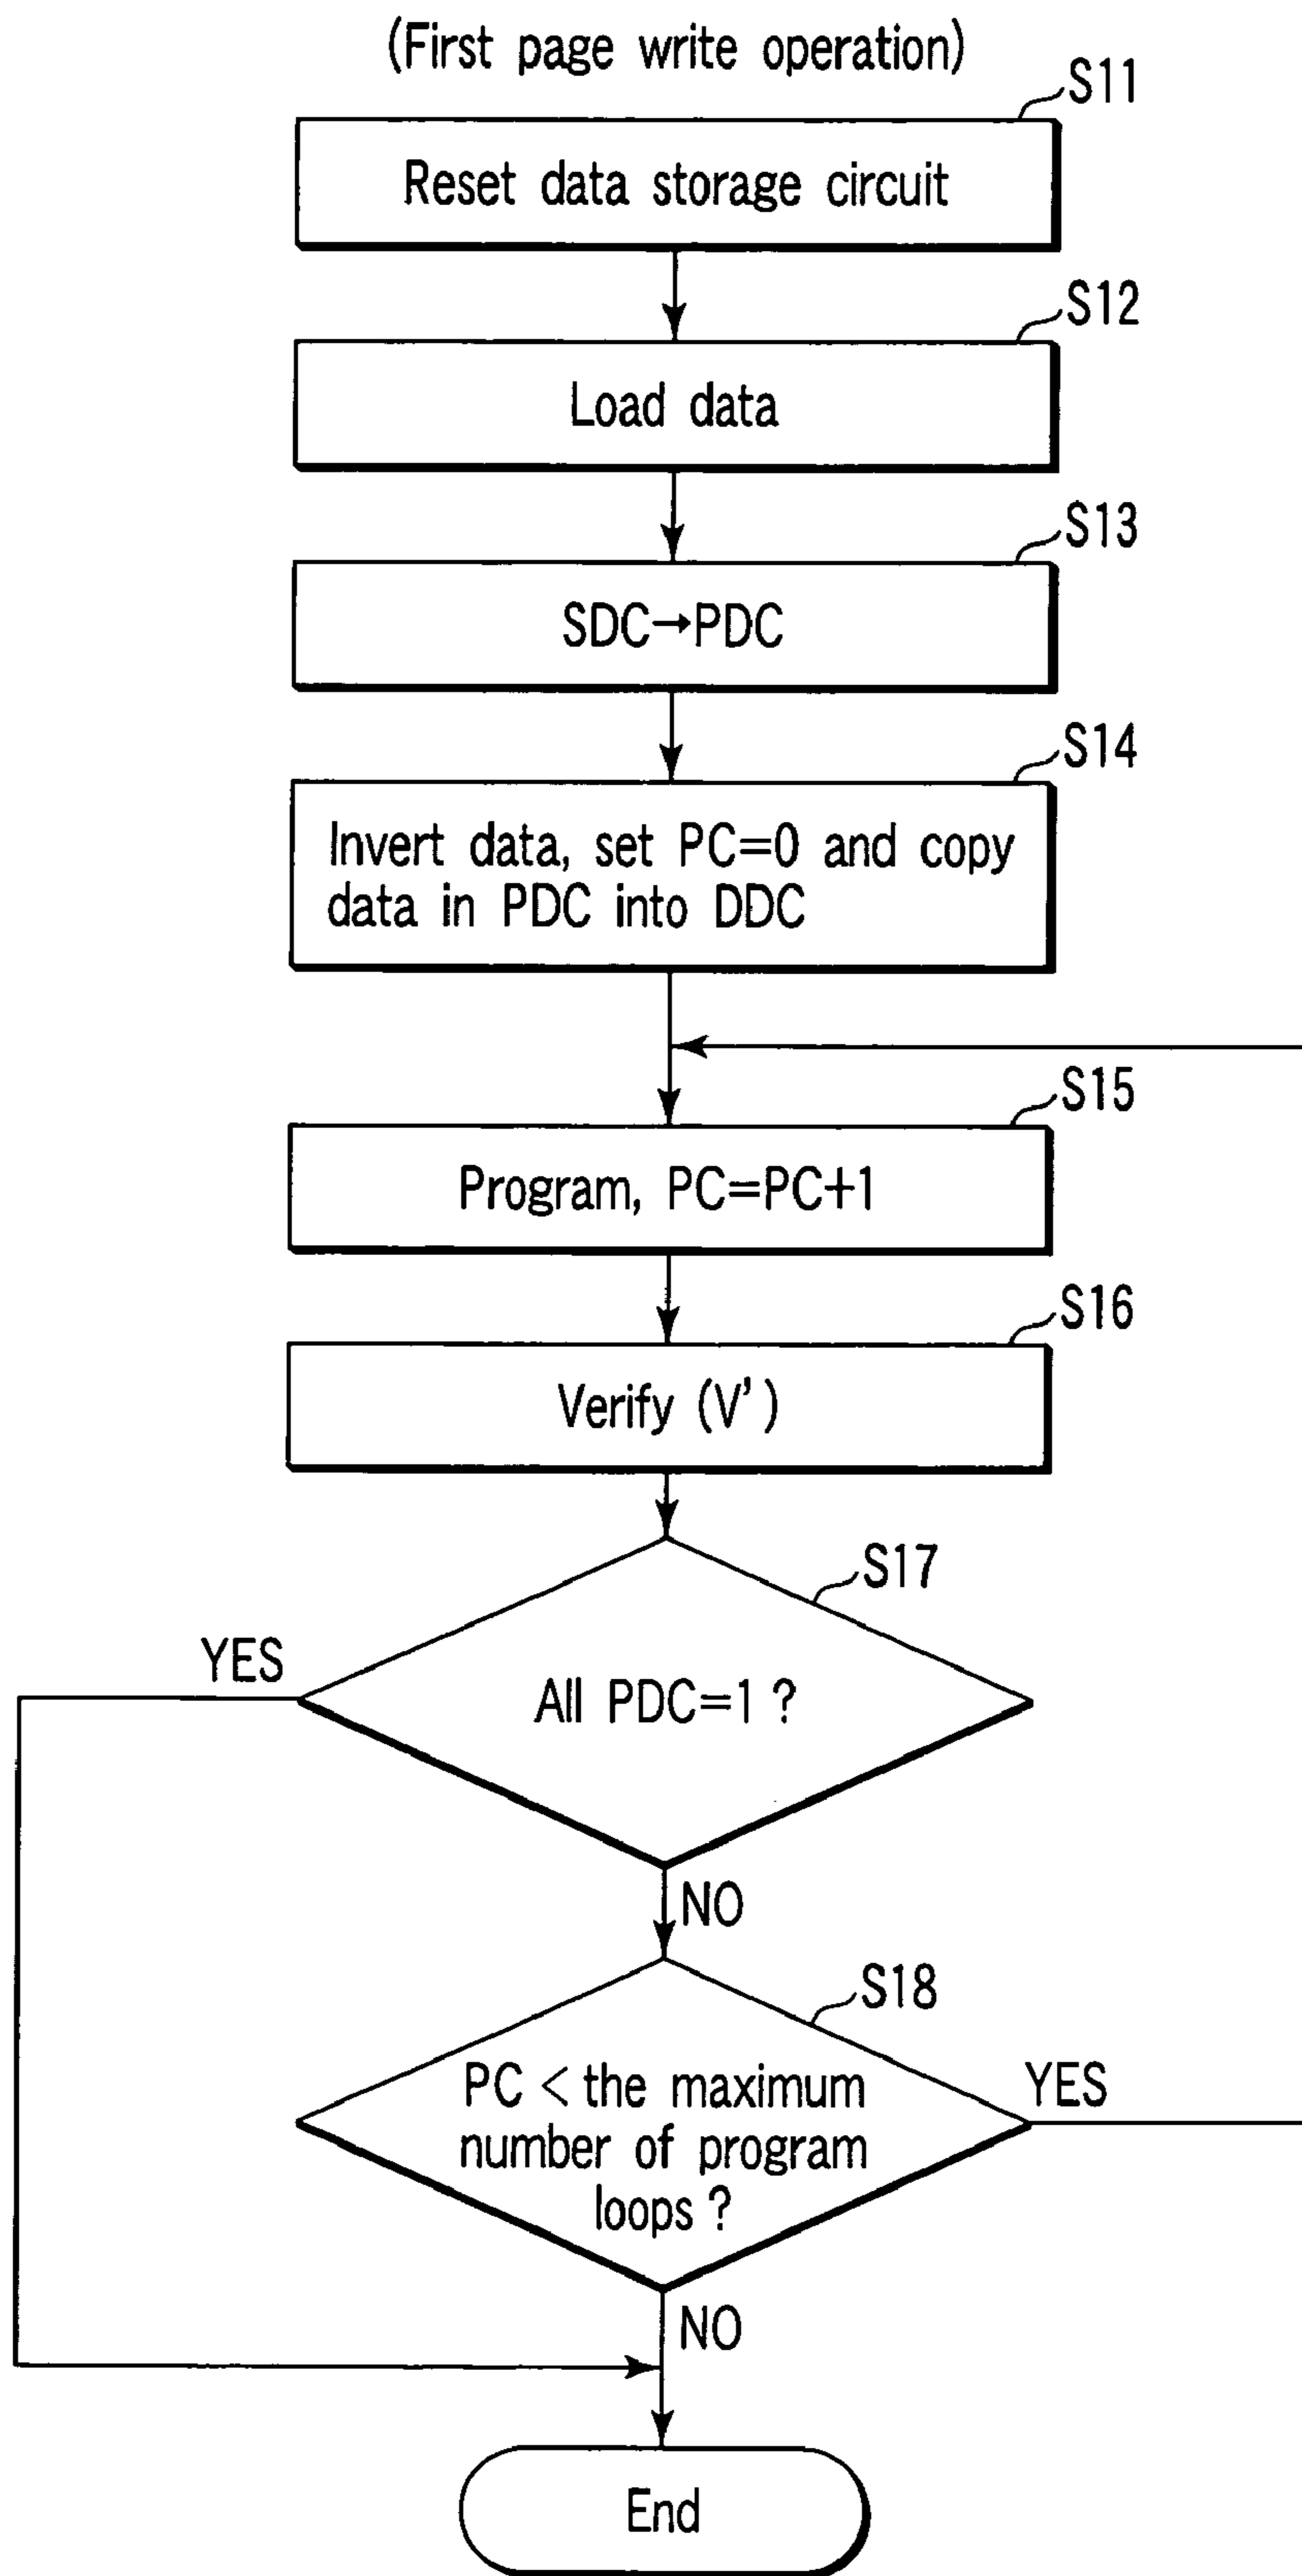 (First page write operation)
S11
Reset data storage circuit
S12
Load data
S13
SDC→PDC
S14
Invert data, set PC=0 and copy
data in PDC into DDC
S15
Program, PC=PC+1
S16
Verify (V')
S17
YES
All PDC=1 ?
NO
S18
PC < the maximum
number of program
loops ?
YES
NO
End